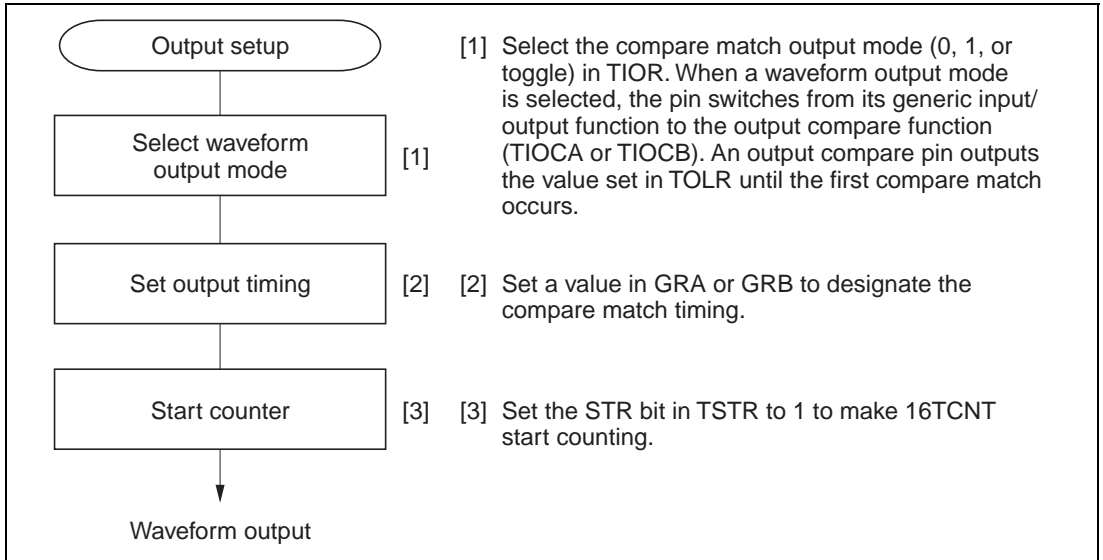 Output setup
Select waveform
output mode
[1]
[1] Select the compare match output mode (0, 1, or
toggle) in TIOR. When a waveform output mode
is selected, the pin switches from its generic input/
output function to the output compare function
(TIOCA or TIOCB). An output compare pin outputs
the value set in TOLR until the first compare match
occurs.
Set output timing
[2]
[2] Set a value in GRA or GRB to designate the
compare match timing.
Start counter
[3]
[3] Set the STR bit in TSTR to 1 to make 16TCNT
start counting.
Waveform output